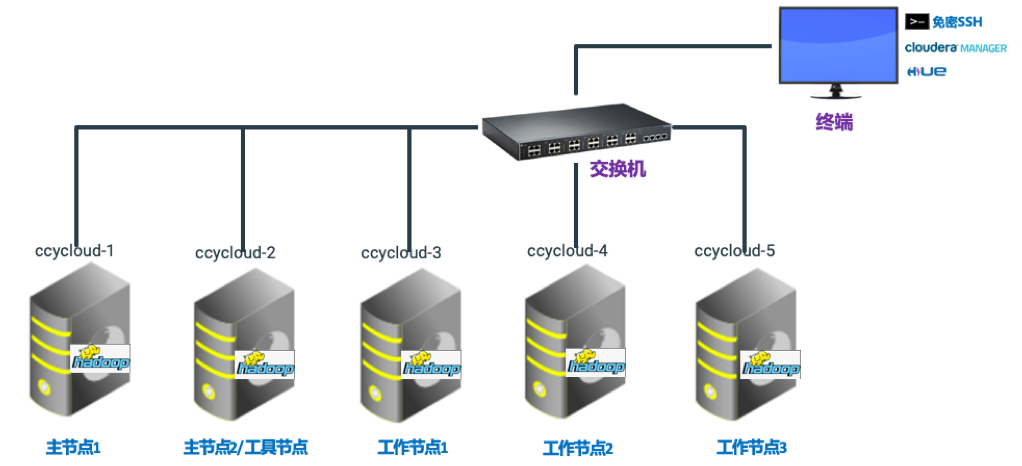 >-
免密SSH
cloudera MANAGER
HUE
终端
交换机
ccycloud-1
ccycloud-2
ccycloud-3
ccycloud-4
ccycloud-5
hadoop
hadoop
hadoop
hadoop
hadoop
主节点1
主节点2/工具节点
工作节点1
工作节点2
工作节点3